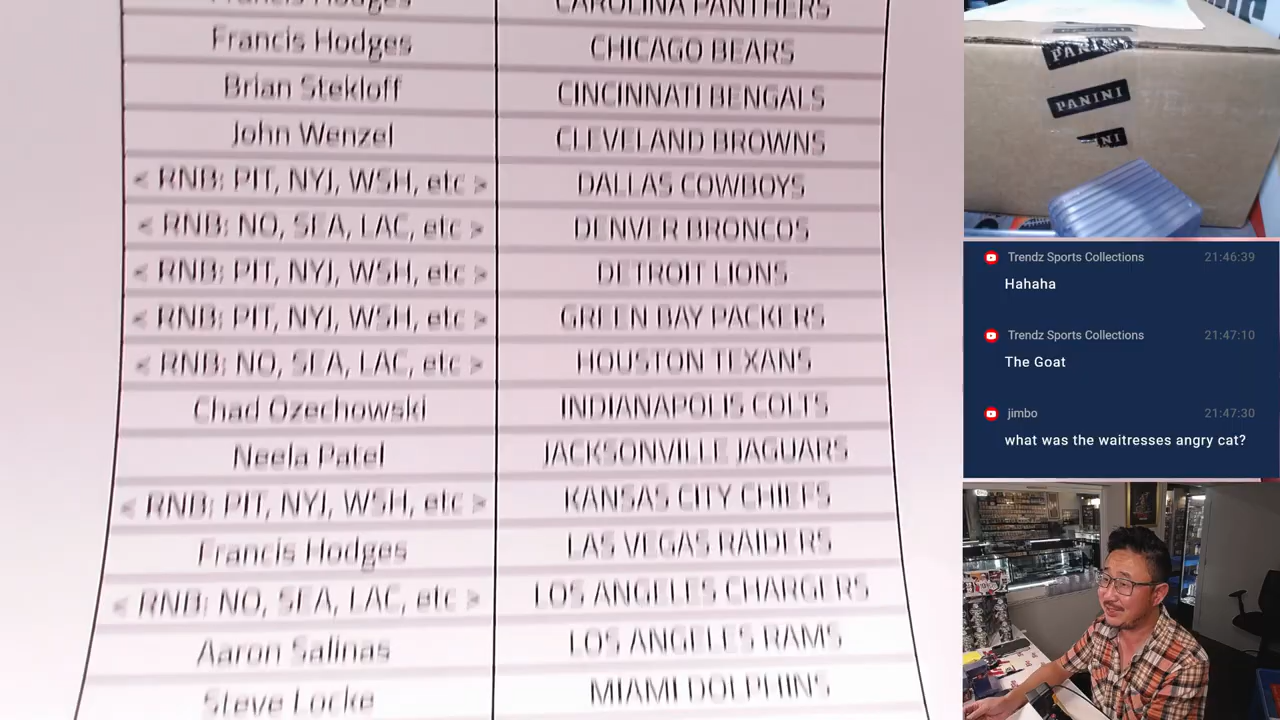 Francis Hodges CAROLINA PANTHERS
Francis Hodges CHICAGO BEARS
Brian Stekloff CINCINNATI BENGALS
John Wenzel CLEVELAND BROWNS
< RNB: PIT, NYJ, WSH, etc > DALLAS COWBOYS
< RNB: NO, SEA, LAC, etc > DENVER BRONCOS
< RNB: PIT, NYJ, WSH, etc > DETROIT LIONS
< RNB: PIT, NYJ, WSH, etc > GREEN BAY PACKERS
< RNB: NO, SEA, LAC, etc > HOUSTON TEXANS
Chad Ozechowski INDIANAPOLIS COLTS
Neela Patel JACKSONVILLE JAGUARS
< RNB: PIT, NYJ, WSH, etc > KANSAS CITY CHIEFS
Francis Hodges LAS VEGAS RAIDERS
< RNB: NO, SEA, LAC, etc > LOS ANGELES CHARGERS
Aaron Salinas LOS ANGELES RAMS
Steve Locke MIAMI DOLPHINS
PANINI
PANINI
NI
Trendz Sports Collections 21:46:39
Hahaha
Trendz Sports Collections 21:47:10
The Goat
jimbo 21:47:30
what was the waitresses angry cat?